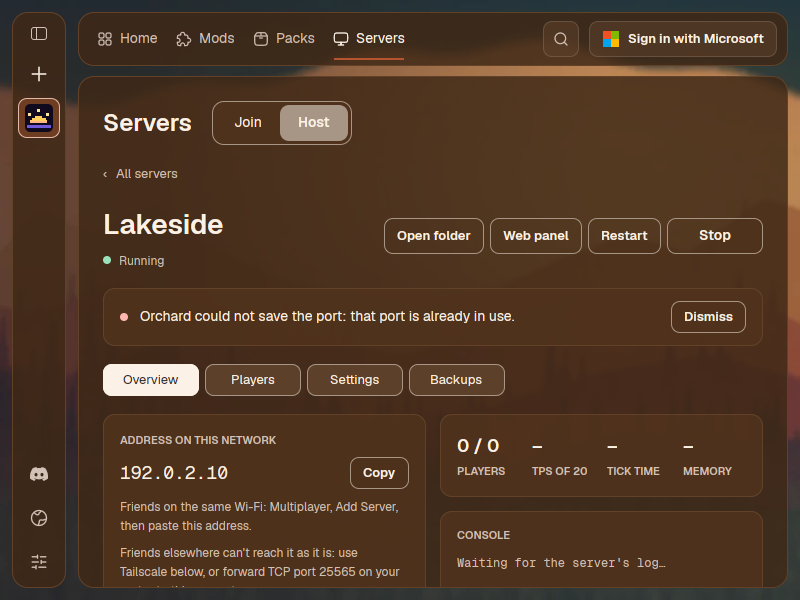 Home
Mods
Packs
Servers
Sign in with Microsoft
Servers
Join
Host
‹ All servers
Lakeside
Running
Open folder
Web panel
Restart
Stop
Orchard could not save the port: that port is already in use.
Dismiss
Overview
Players
Settings
Backups
ADDRESS ON THIS NETWORK
192.0.2.10
Copy
Friends on the same Wi-Fi: Multiplayer, Add Server,
then paste this address.
Friends elsewhere can't reach it as it is: use
Tailscale below, or forward TCP port 25565 on your
0 / 0
PLAYERS
–
TPS OF 20
–
TICK TIME
–
MEMORY
CONSOLE
Waiting for the server's log…